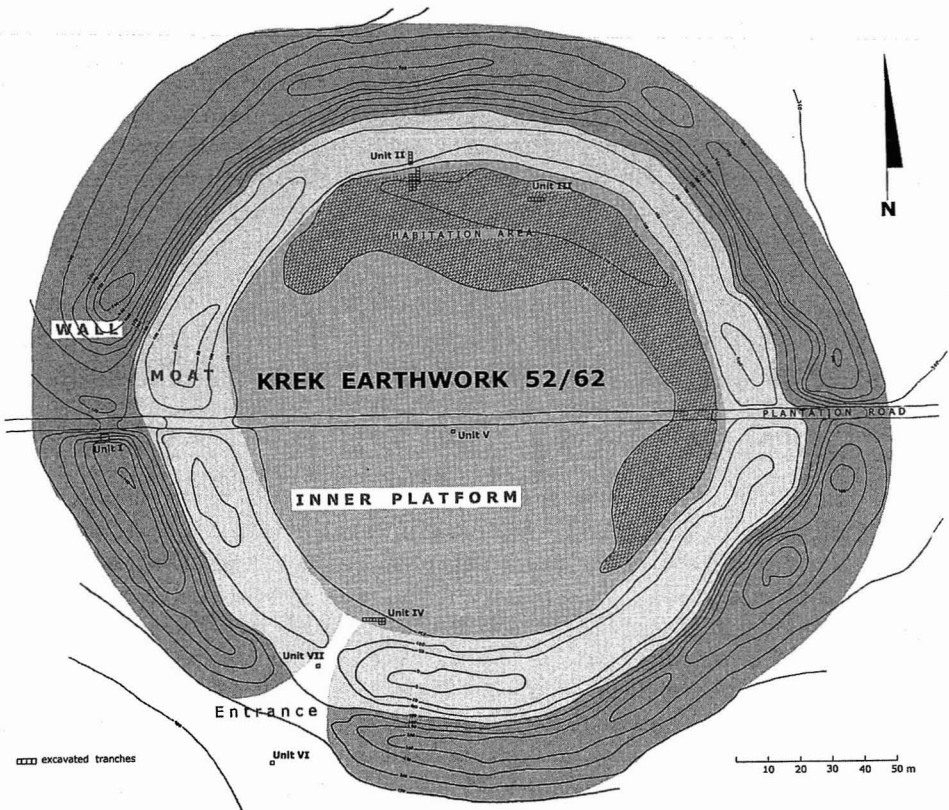 Unit II
Unit III
N
HABITATION AREA
WALL
MOAT
KREK EARTHWORK 52/62
PLANTATION ROAD
Unit I
Unit V
INNER PLATFORM
Unit IV
Unit VII
Entrance
Unit VI
excavated tranches
10 20 30 40 50 m